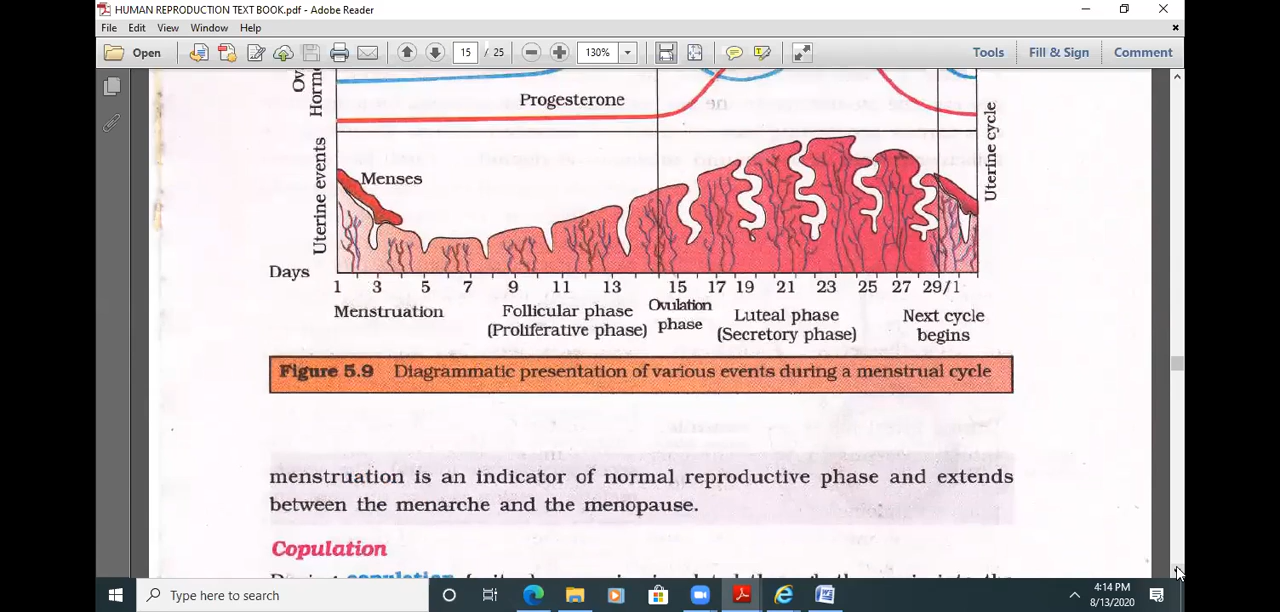 HUMAN REPRODUCTION TEXT BOOK.pdf - Adobe Reader
File Edit View Window Help
Open
15 / 25
130%
Tools
Fill & Sign
Comment
Ov
Horm
Progesterone
Uterine events
Menses
Uterine cycle
Days
1 3 5 7 9 11 13 15 17 19 21 23 25 27 29/1
Menstruation
Follicular phase
(Proliferative phase)
Ovulation
phase
Luteal phase
(Secretory phase)
Next cycle
begins
Figure 5.9 Diagrammatic presentation of various events during a menstrual cycle
menstruation is an indicator of normal reproductive phase and extends
between the menarche and the menopause.
Copulation
Type here to search
4:14 PM
8/13/2020